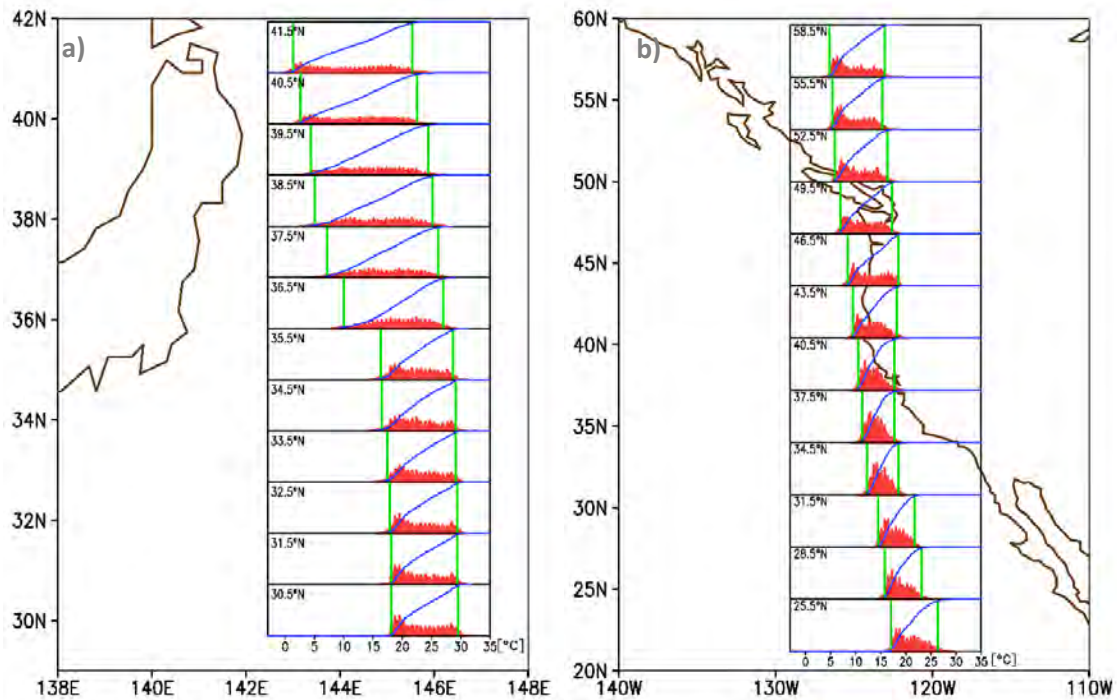 a)
42N
40N
38N
36N
34N
32N
30N
41.5°N
40.5°N
39.5°N
38.5°N
37.5°N
36.5°N
35.5°N
34.5°N
33.5°N
32.5°N
31.5°N
30.5°N
0 5 10 15 20 25 30 35[°C]
138E 140E 142E 144E 146E 148E
b)
60N
55N
50N
45N
40N
35N
30N
25N
20N
58.5°N
55.5°N
52.5°N
49.5°N
46.5°N
43.5°N
40.5°N
37.5°N
34.5°N
31.5°N
28.5°N
25.5°N
0 5 10 15 20 25 30 35[°C]
140W 130W 120W 110W